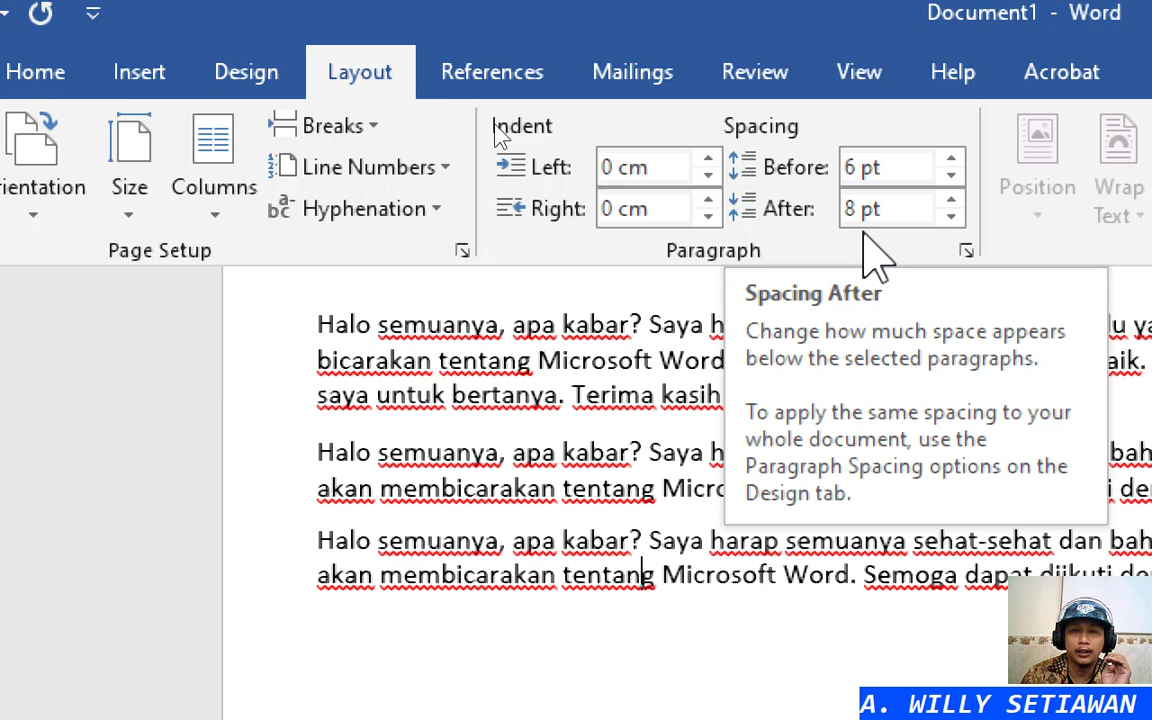 Document1 - Word
Home Insert Design Layout References Mailings Review View Help Acrobat
Breaks
Indent
Spacing
Line Numbers
Left: 0 cm
Before: 6 pt
Size Columns
Position Wrap
Text
Hyphenation
Right: 0 cm
After: 8 pt
Page Setup
Paragraph
Spacing After
Change how much space appears
below the selected paragraphs.
To apply the same spacing to your
whole document, use the
Paragraph Spacing options on the
Design tab.
Halo semuanya, apa kabar? Saya
bicarakan tentang Microsoft Word
saya untuk bertanya. Terima kasih
Halo semuanya, apa kabar? Saya
akan membicarakan tentang
Halo semuanya, apa kabar? Saya harap semuanya sehat-sehat dan
akan membicarakan tentang Microsoft Word. Semoga dapat diikuti
A. WILLY SETIAWAN